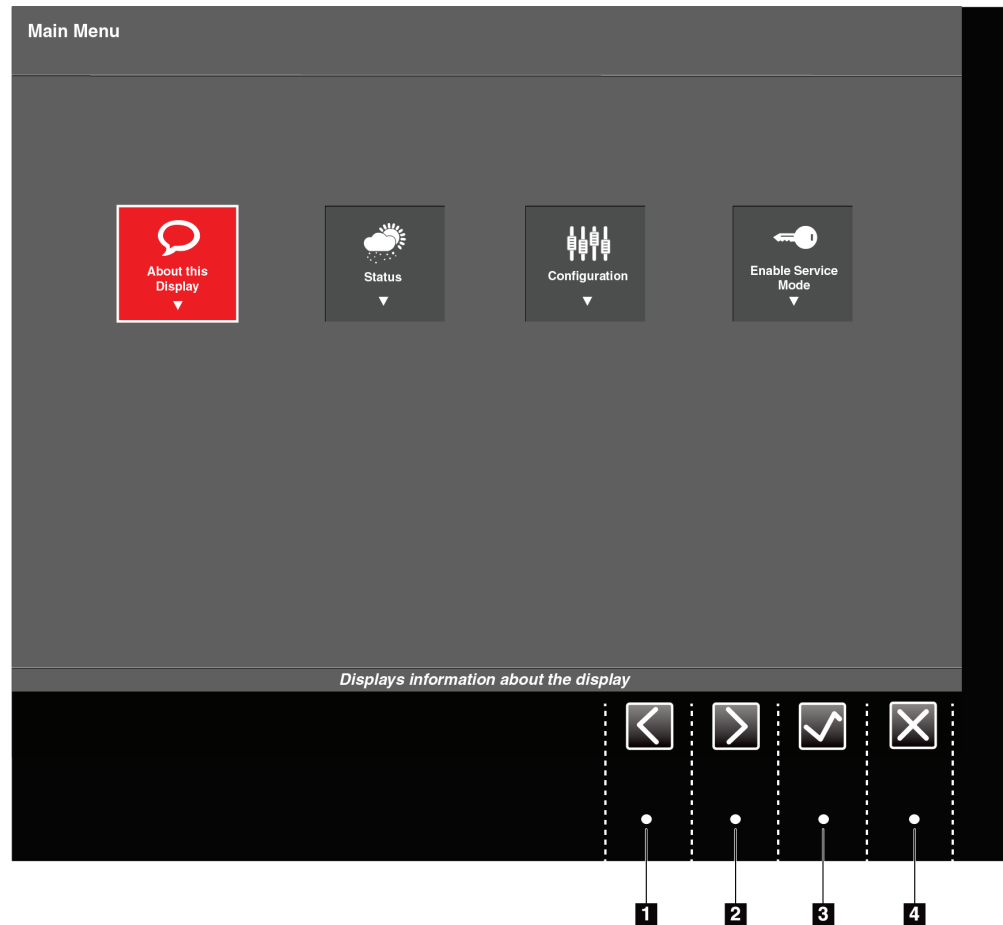 Main Menu
About this
Display
Status
Configuration
Enable Service
Mode
Displays information about the display
1
2
3
4